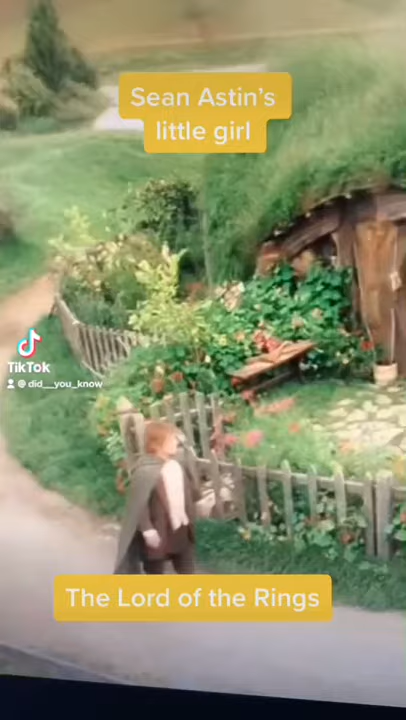 Sean Astin's
little girl
TikTok
@ did__you_know
The Lord of the Rings